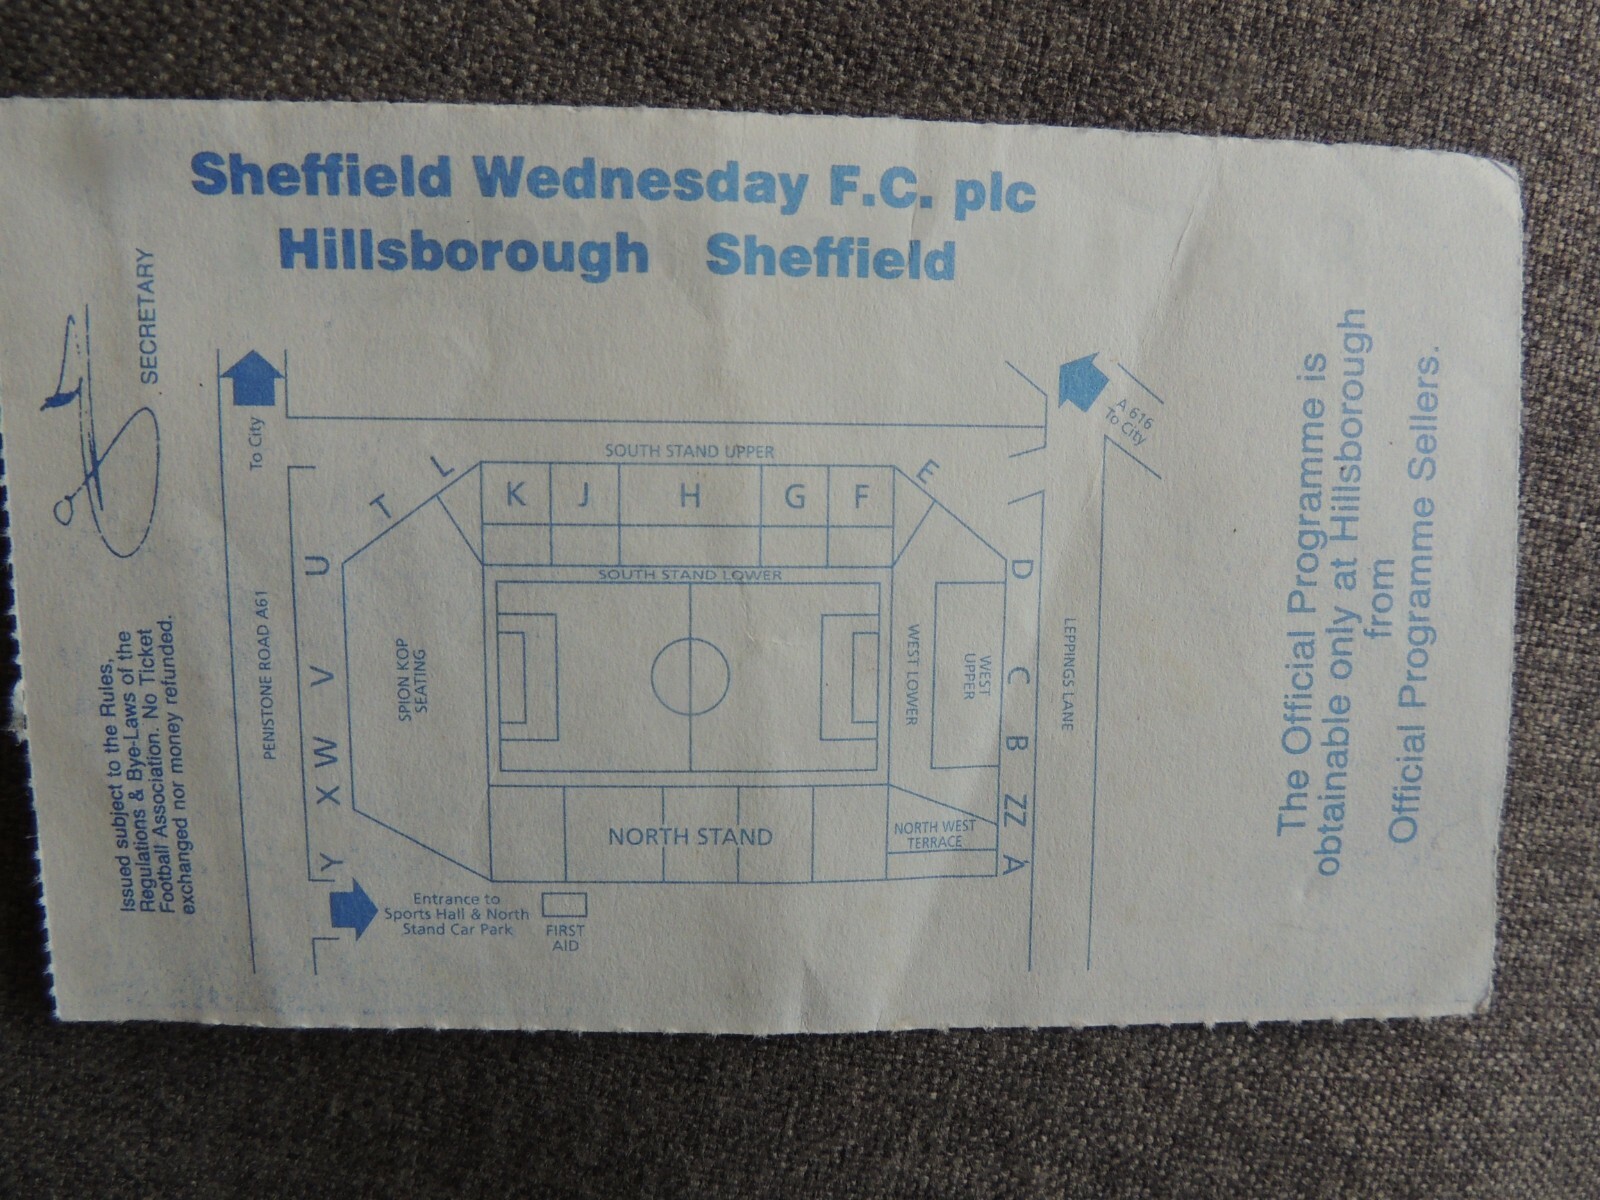 Sheffield Wednesday F.C. plc
Hillsborough Sheffield
SECRETARY
Issued subject to the Rules,
Regulations & Bye-Laws of the
Football Association. No Ticket
exchanged nor money refunded.
To City
PENISTONE ROAD A61
A 616
To City
LEPPINGS LANE
SOUTH STAND UPPER
L
T
U
V
W
X
Y
K J H G F
E
D
C
B
ZZ
A
SOUTH STAND LOWER
SPION KOP
SEATING
WEST LOWER
WEST
UPPER
NORTH STAND
NORTH WEST
TERRACE
Entrance to
Sports Hall & North
Stand Car Park
FIRST
AID
The Official Programme is
obtainable only at Hillsborough
from
Official Programme Sellers.